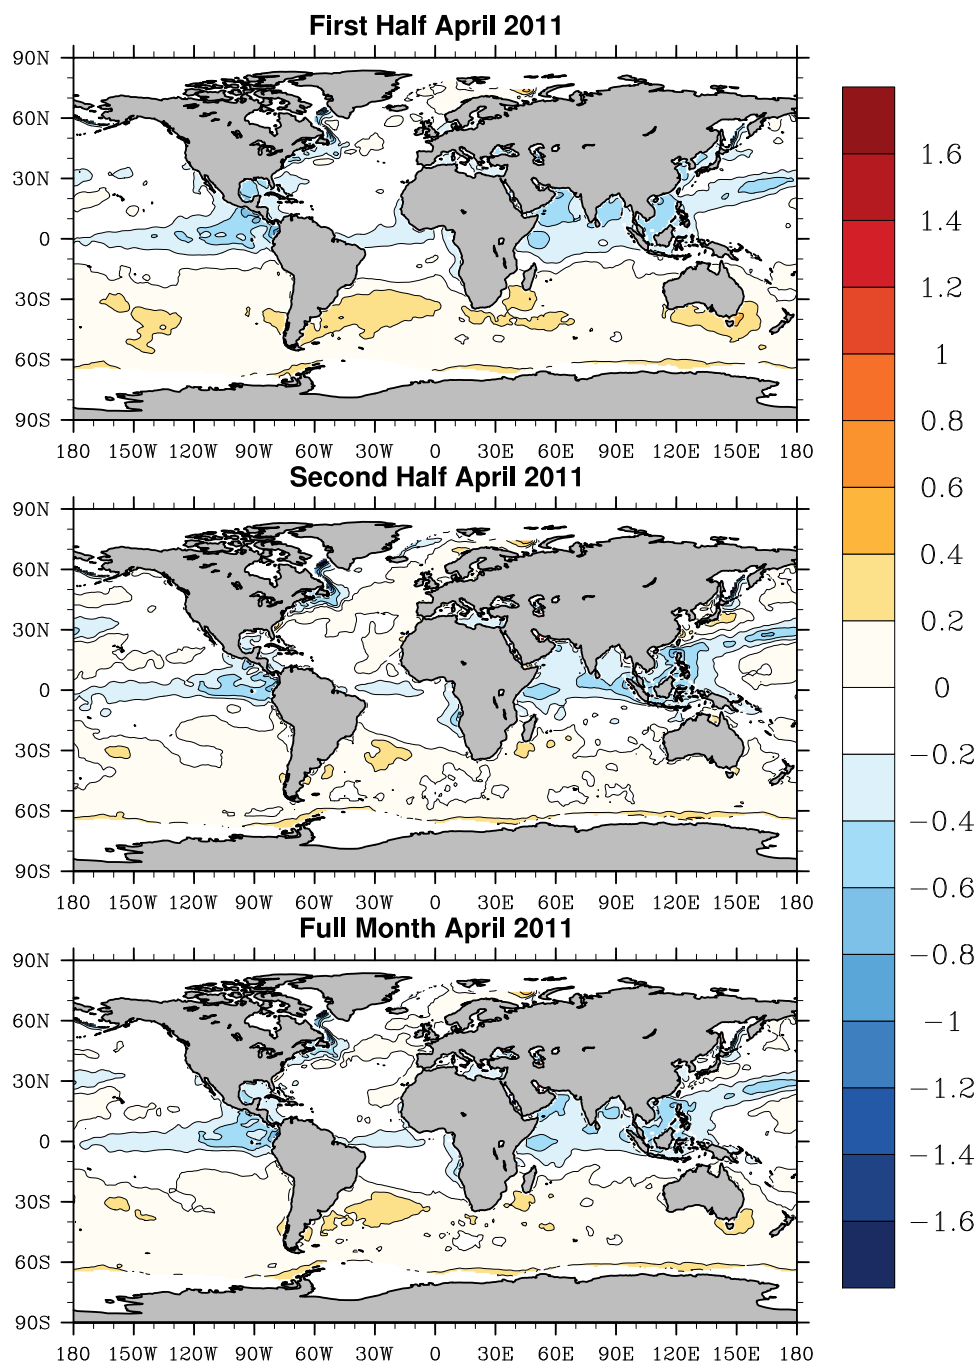 First Half April 2011
90N
60N
30N
0
30S
60S
90S
180 150W 120W 90W 60W 30W 0 30E 60E 90E 120E 150E 180
Second Half April 2011
90N
60N
30N
0
30S
60S
90S
180 150W 120W 90W 60W 30W 0 30E 60E 90E 120E 150E 180
Full Month April 2011
90N
60N
30N
0
30S
60S
90S
180 150W 120W 90W 60W 30W 0 30E 60E 90E 120E 150E 180
1.6
1.4
1.2
1
0.8
0.6
0.4
0.2
0
−0.2
−0.4
−0.6
−0.8
−1
−1.2
−1.4
−1.6